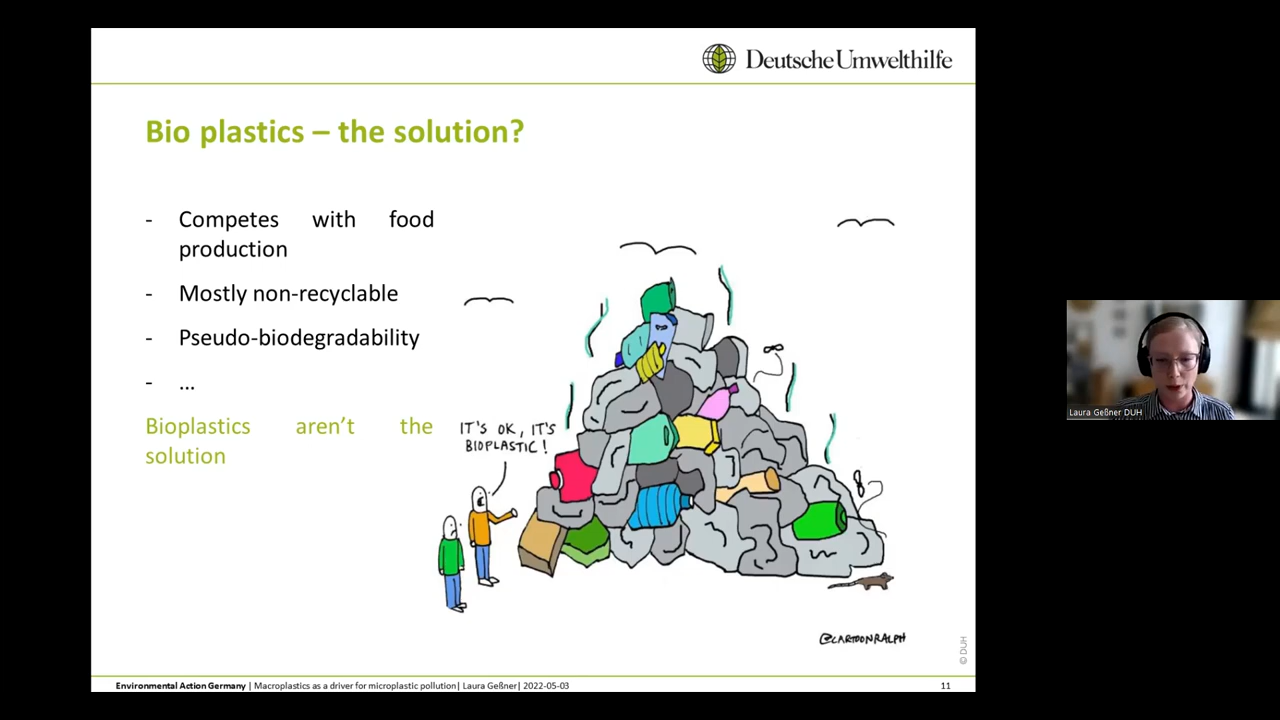 Deutsche Umwelthilfe
Bio plastics – the solution?
- Competes with food
production
- Mostly non-recyclable
- Pseudo-biodegradability
- …
Bioplastics aren’t the
solution
IT'S OK, IT'S
BIOPLASTIC!
@CARTOONRALPH
© DUH
Environmental Action Germany | Macroplastics as a driver for microplastic pollution| Laura Geßner| 2022-05-03
11
Laura Geßner DUH